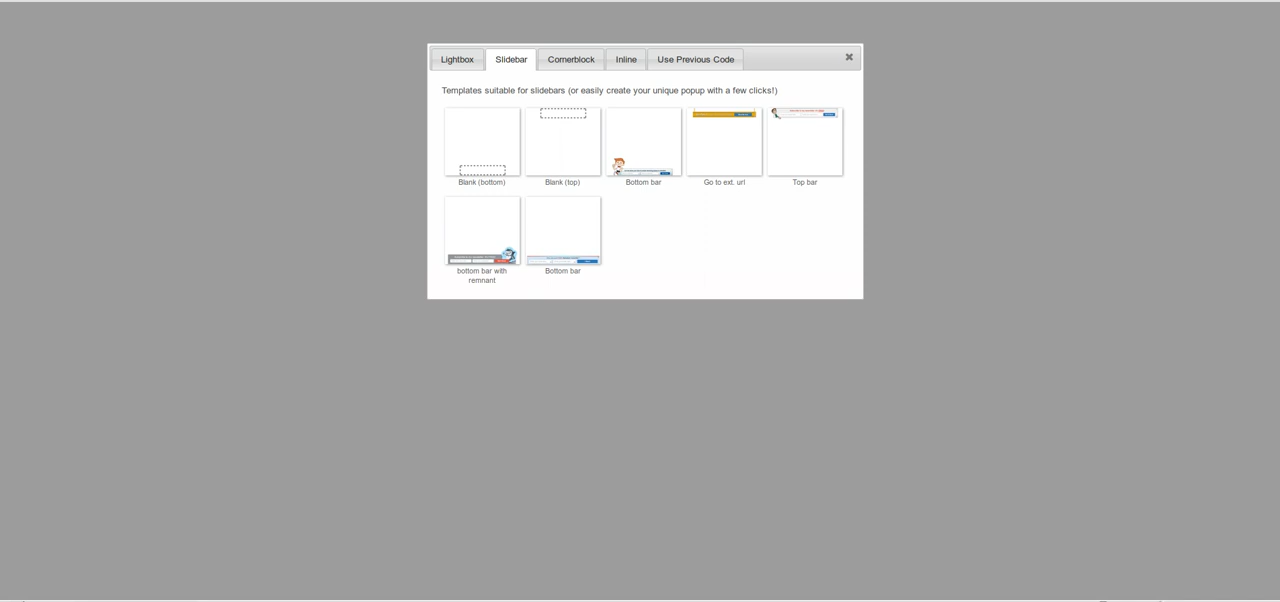 Lightbox Slidebar Cornerblock Inline Use Previous Code
Templates suitable for slidebars (or easily create your unique popup with a few clicks!)
Blank (bottom) Blank (top) Bottom bar Go to ext. url Top bar
bottom bar with Bottom bar
remnant